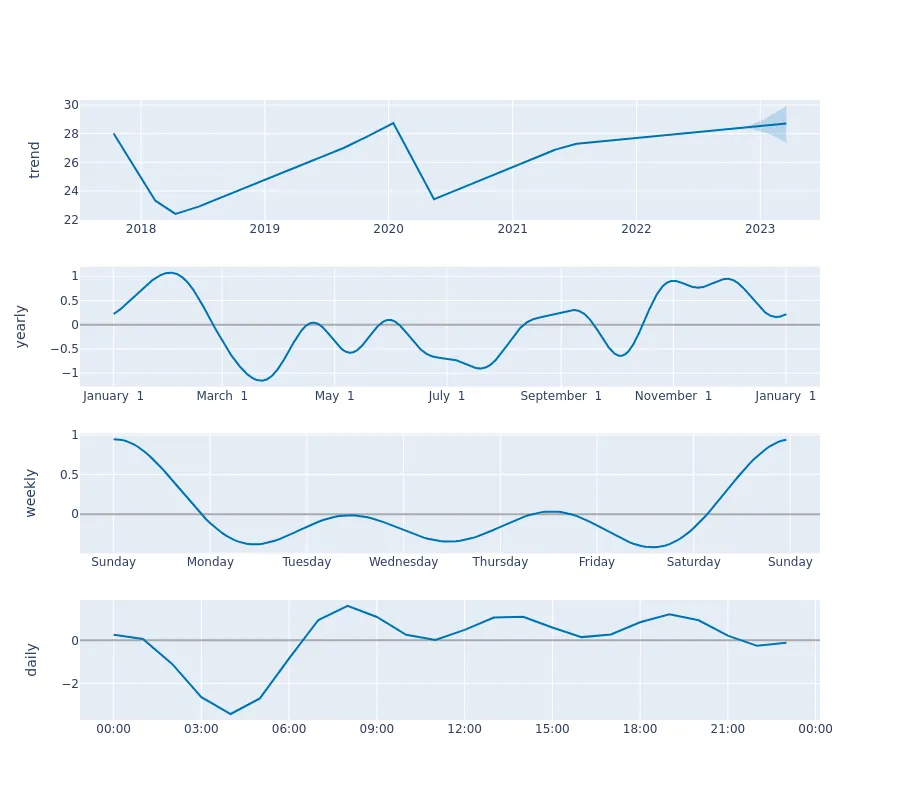 trend
30
28
26
24
22
2018 2019 2020 2021 2022 2023
yearly
1
0.5
0
−0.5
−1
January 1 March 1 May 1 July 1 September 1 November 1 January 1
weekly
1
0.5
0
Sunday Monday Tuesday Wednesday Thursday Friday Saturday Sunday
daily
0
−2
00:00 03:00 06:00 09:00 12:00 15:00 18:00 21:00 00:00